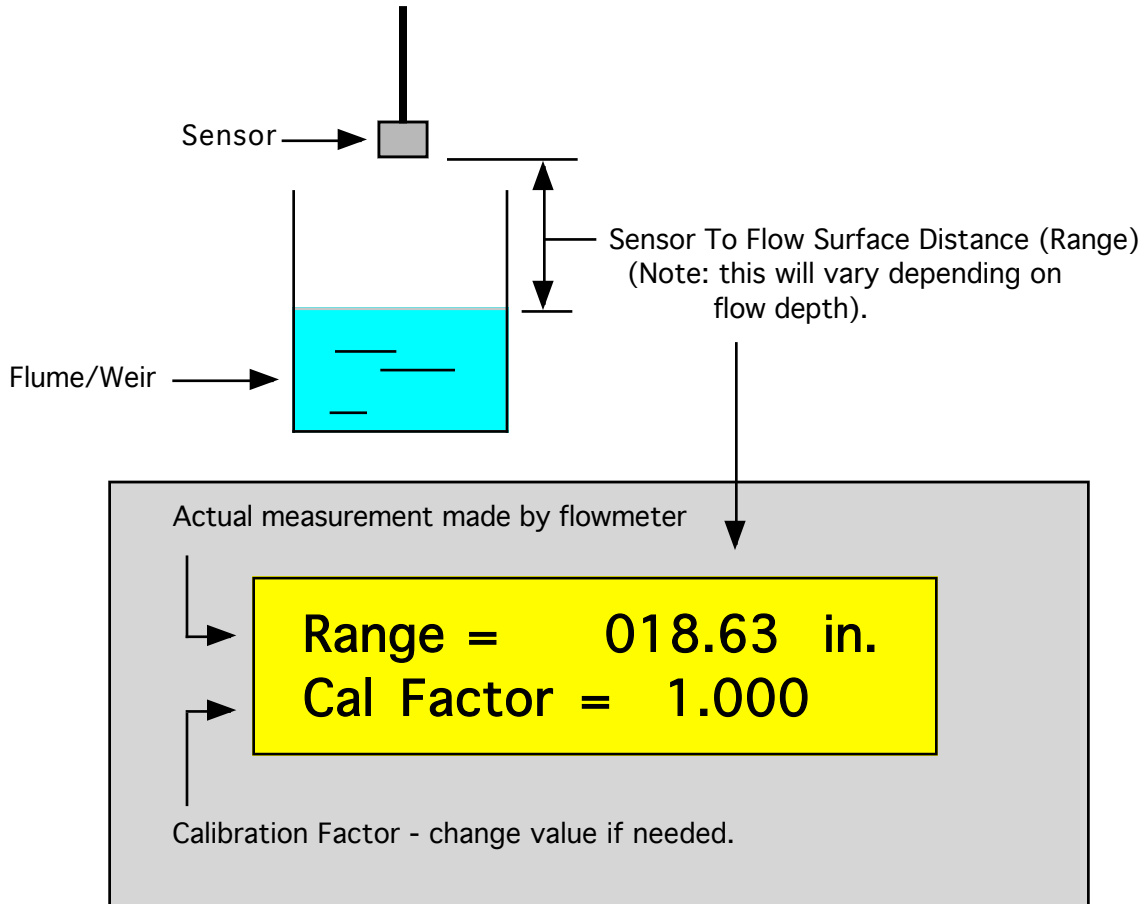 Sensor
Sensor To Flow Surface Distance (Range)
(Note: this will vary depending on
flow depth).
Flume/Weir
Actual measurement made by flowmeter
Range = 018.63 in.
Cal Factor = 1.000
Calibration Factor - change value if needed.